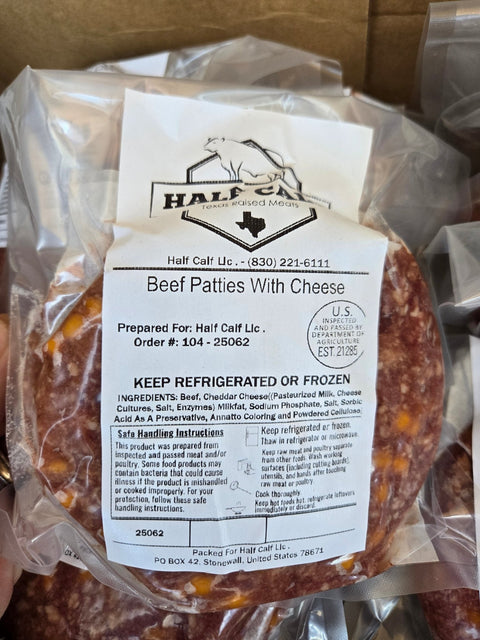 HALF CA
Texas Raised Meats
Half Calf Llc . - (830) 221-6111
Beef Patties With Cheese
Prepared For: Half Calf Llc .
Order #: 104 - 25062
U.S.
INSPECTED
AND PASSED BY
DEPARTMENT OF
AGRICULTURE
EST. 21285
KEEP REFRIGERATED OR FROZEN
INGREDIENTS: Beef, Cheddar Cheese((Pasteurized Milk, Cheese
Cultures, Salt, Enzymes) Milkfat, Sodium Phosphate, Salt, Sorbic
Acid As A Preservative, Annatto Coloring and Powdered Cellulose
Safe Handling Instructions
This product was prepared from
inspected and passed meat and/or
poultry. Some food products may
contain bacteria that could cause
illness if the product is mishandled
or cooked improperly. For your
protection, follow these safe
handling instructions.
Keep refrigerated or frozen.
Thaw in refrigerator or microwave.
Keep raw meat and poultry separate
from other foods. Wash working
surfaces (including cutting boards),
utensils, and hands after touching
raw meat or poultry.
Cook thoroughly.
Keep hot foods hot, refrigerate leftovers
immediately or discard.
25062
Packed For Half Calf Llc .
PO BOX 42, Stonewall, United States 78671